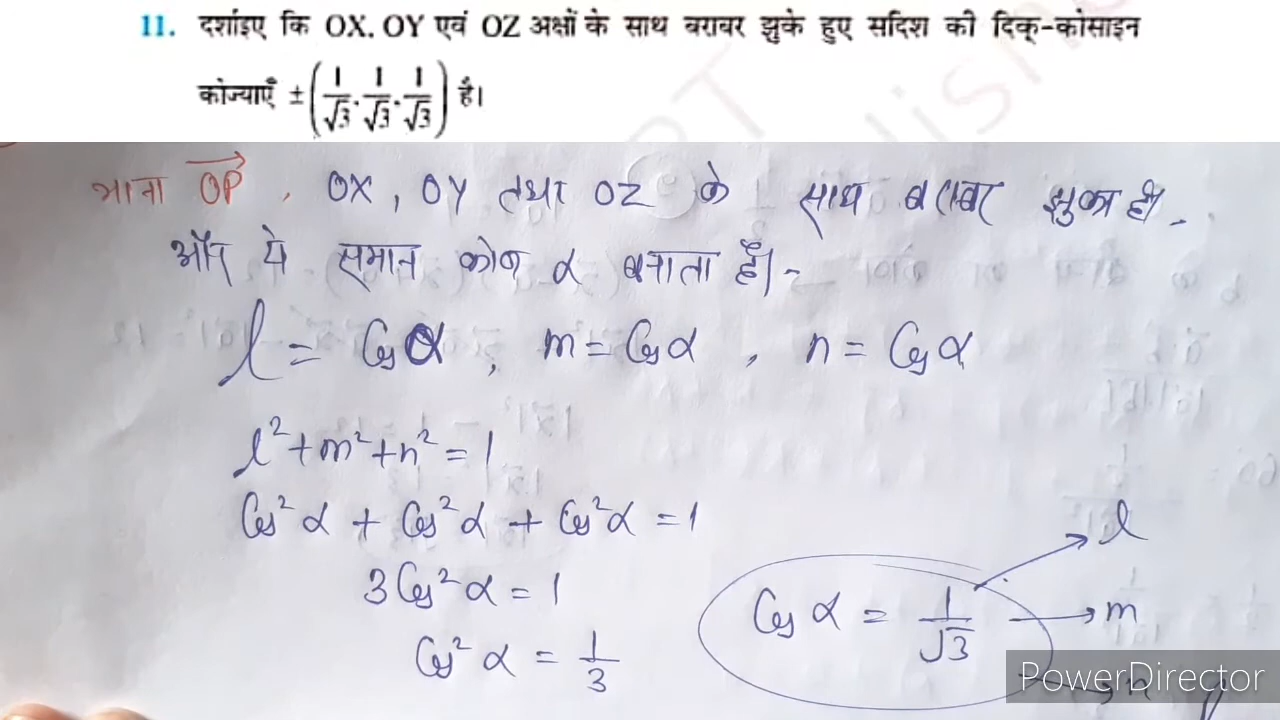 11. दर्शाइए कि OX, OY एवं OZ अक्षों के साथ बराबर झुके हुए सदिश की दिक्-कोसाइन
कोज्याएँ ±(1/√3, 1/√3, 1/√3) है।
माना OP→, OX, OY तथा OZ के साथ बराबर झुका है।
और ये समान कोण α बनाता है।-
l = Cos α, m = Cos α, n = Cos α
l² + m² + n² = 1
Cos² α + Cos² α + Cos² α = 1
3 Cos² α = 1
Cos² α = 1/3
Cos α = 1/√3
l
m
n
PowerDirector